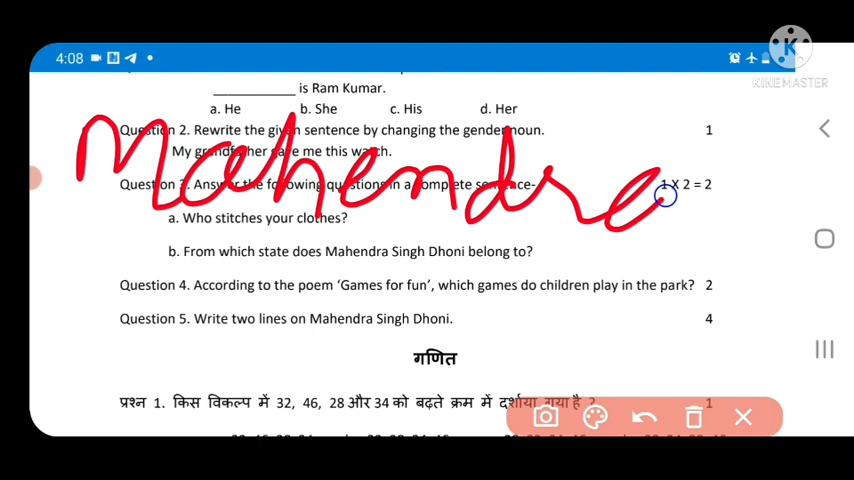 4:08
KINEMASTER
__________ is Ram Kumar.
a. He b. She c. His d. Her
Question 2. Rewrite the given sentence by changing the gender noun. 1
My grandfather gave me this watch.
Question 3. Answer the following questions in a complete sentence- 1 X 2 = 2
Mahendra
a. Who stitches your clothes?
b. From which state does Mahendra Singh Dhoni belong to?
Question 4. According to the poem ‘Games for fun’, which games do children play in the park? 2
Question 5. Write two lines on Mahendra Singh Dhoni. 4
गणित
प्रश्न 1. किस विकल्प में 32, 46, 28 और 34 को बढ़ते क्रम में दर्शाया गया है ? 1